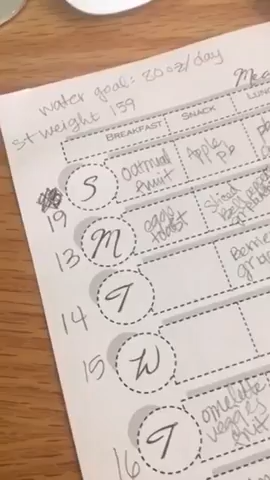 water goal: 80oz/day
st weight 159
BREAKFAST SNACK
S oatmeal fruit Apple PB
19
M eggs toast sliced
13
T
14
W
15
T omelette veggies fruit
16